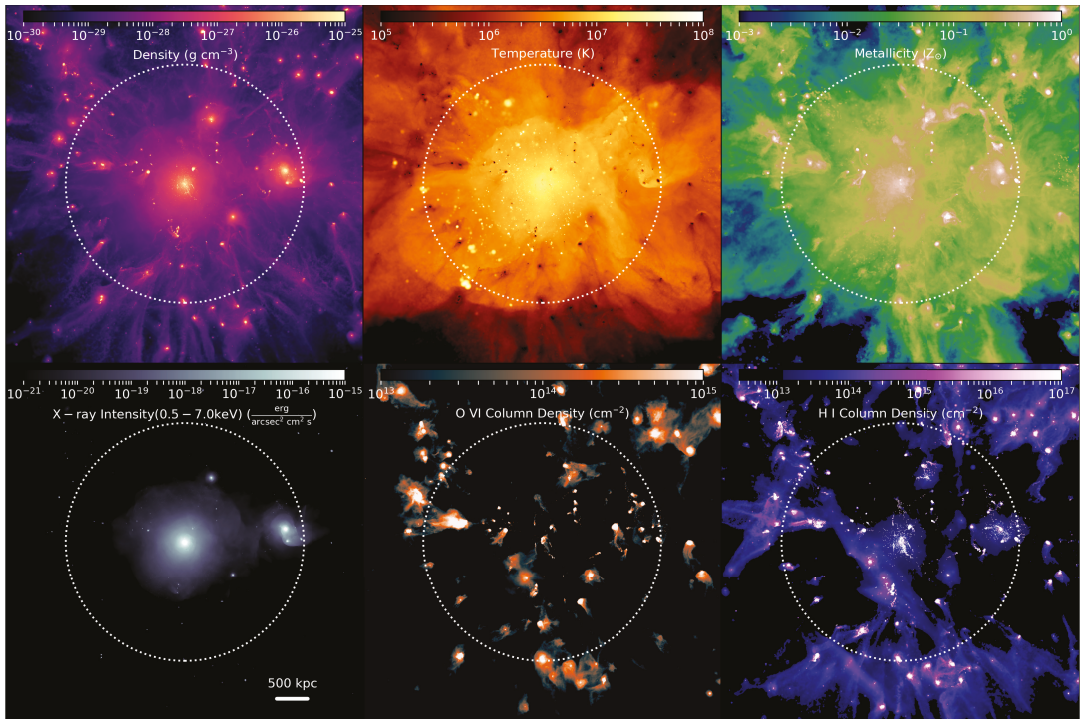 10⁻³⁰ 10⁻²⁹ 10⁻²⁸ 10⁻²⁷ 10⁻²⁶ 10⁻²⁵
Density (g cm⁻³)
10⁵ 10⁶ 10⁷ 10⁸
Temperature (K)
10⁻³ 10⁻² 10⁻¹ 10⁰
Metallicity (Z⊙)
10⁻²¹ 10⁻²⁰ 10⁻¹⁹ 10⁻¹⁸ 10⁻¹⁷ 10⁻¹⁶ 10⁻¹⁵
X − ray Intensity(0.5 − 7.0keV) (erg / arcsec² cm² s)
500 kpc
10¹³ 10¹⁴ 10¹⁵
O VI Column Density (cm⁻²)
10¹³ 10¹⁴ 10¹⁵ 10¹⁶ 10¹⁷
H I Column Density (cm⁻²)